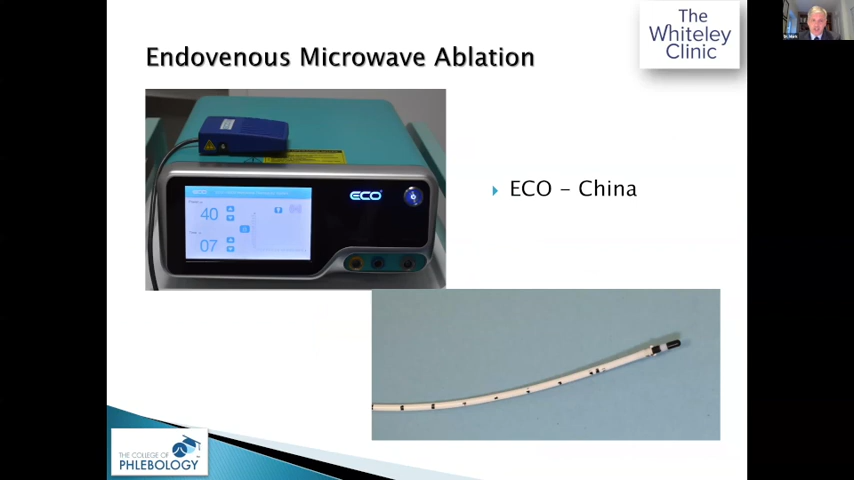 Endovenous Microwave Ablation
The
Whiteley
Clinic
ECO – China
ECO
40
07
THE COLLEGE OF
PHLEBOLOGY